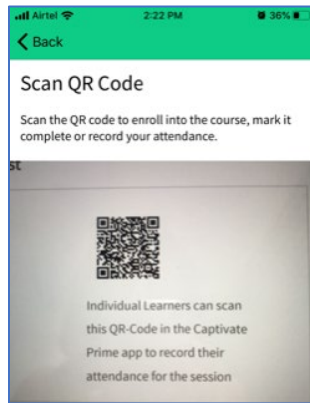 Airtel 2:22 PM 36%
Back
Scan QR Code
Scan the QR code to enroll into the course, mark it
complete or record your attendance.
st
Individual Learners can scan
this QR-Code in the Captivate
Prime app to record their
attendance for the session